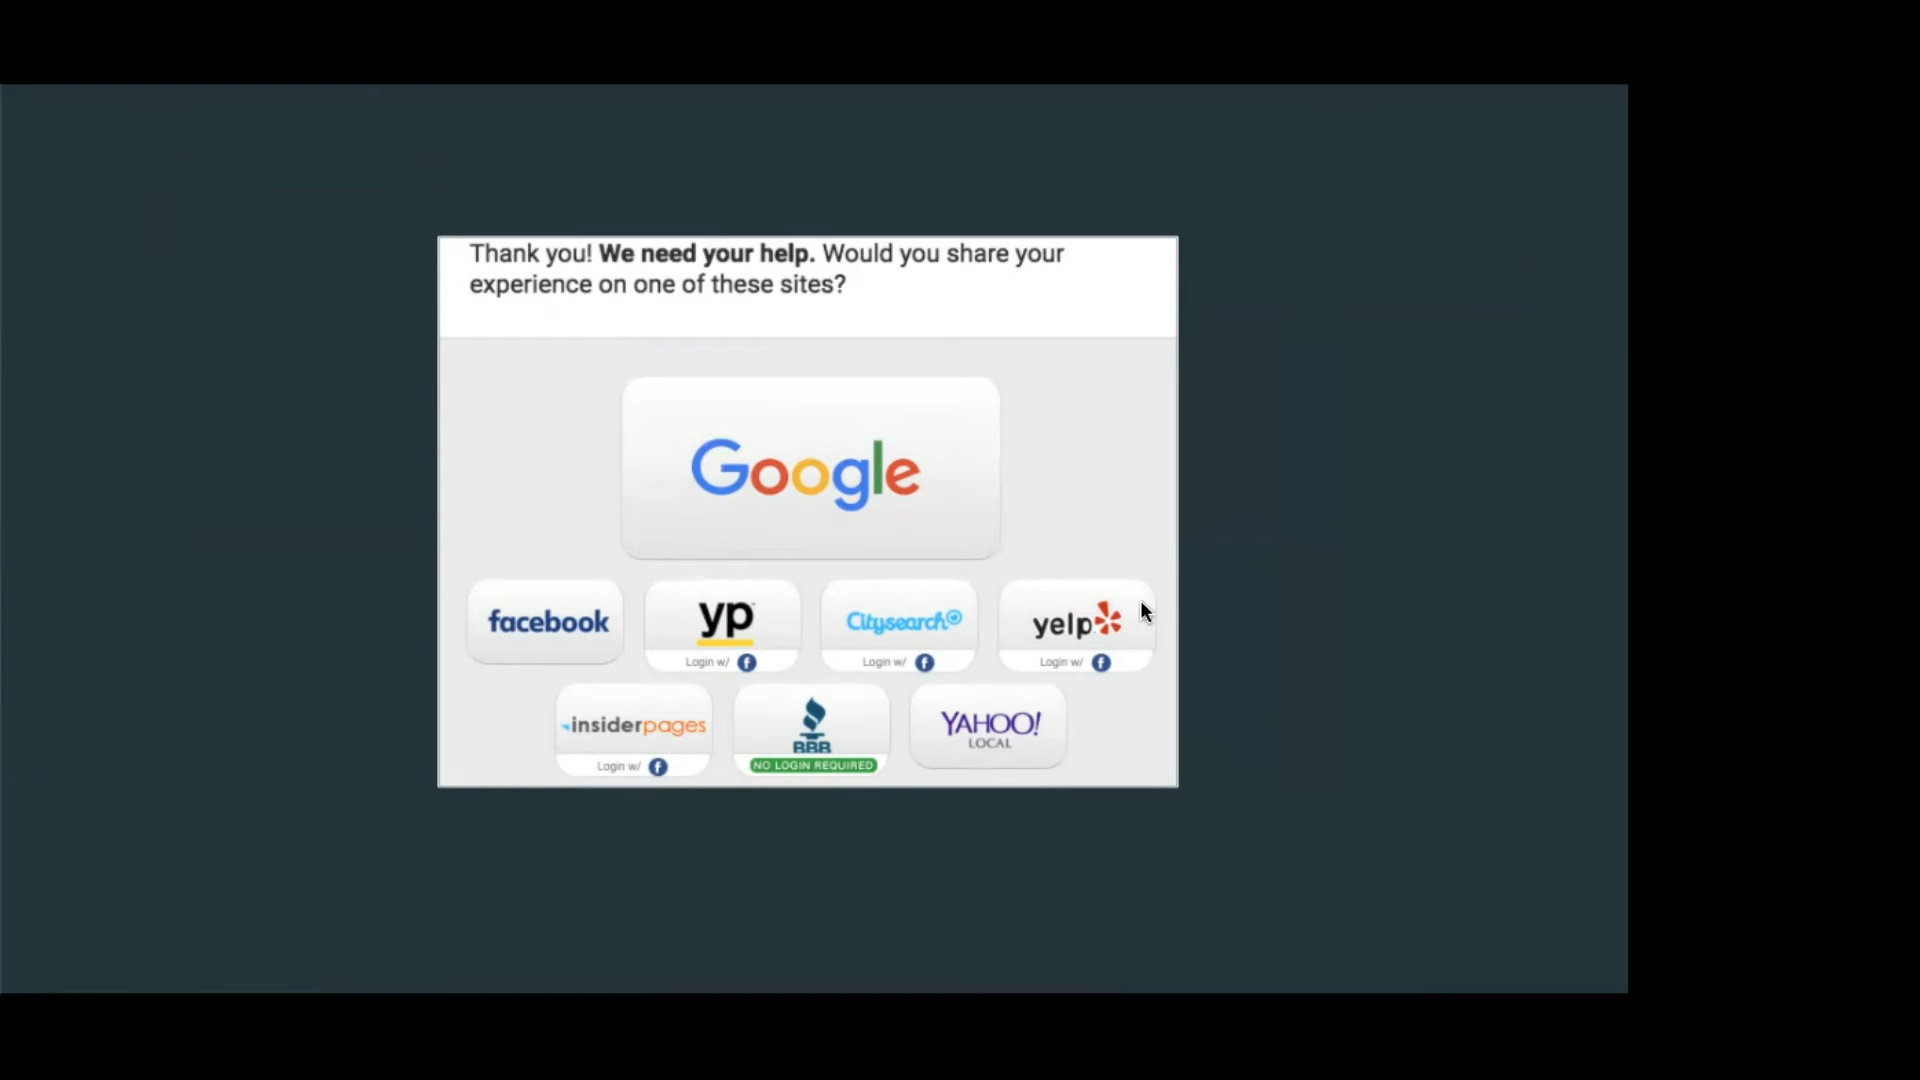 Thank you! We need your help. Would you share your
experience on one of these sites?
Google
facebook
yp
Login w/ f
Citysearch
Login w/ f
yelp
Login w/ f
insiderpages
Login w/ f
BBB
NO LOGIN REQUIRED
YAHOO!
LOCAL